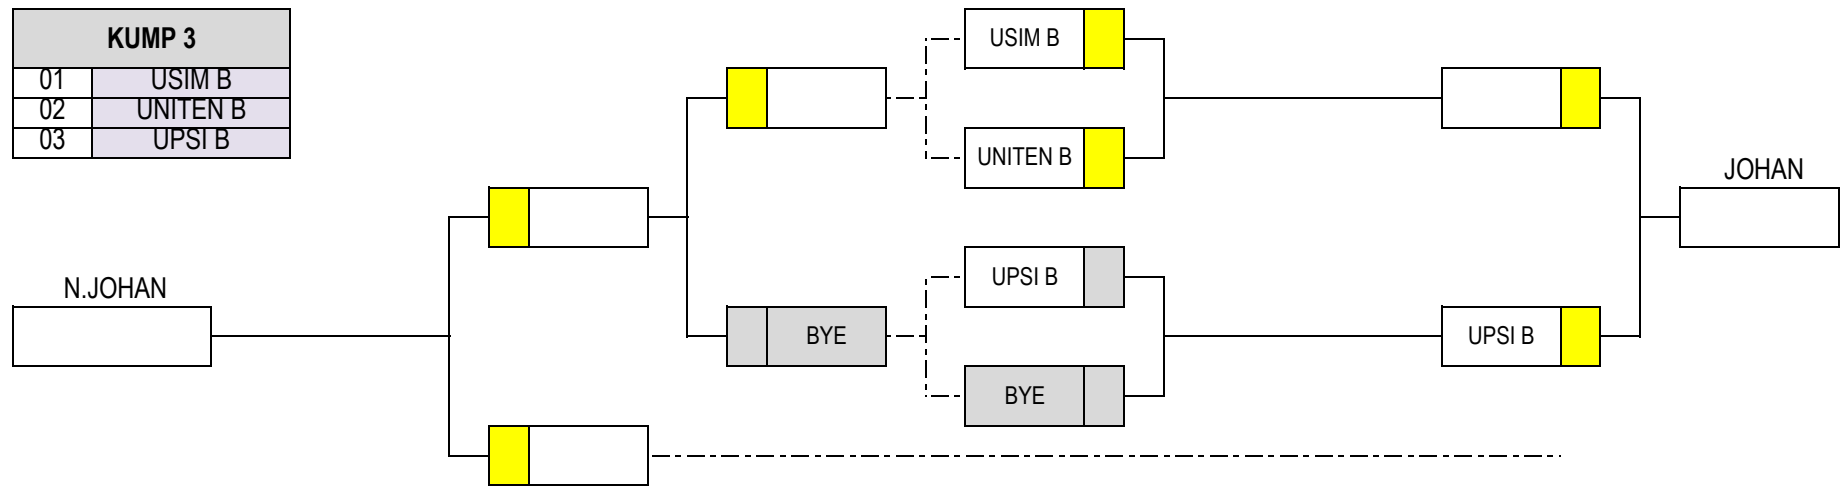 KUMP 3
01 USIM B
02 UNITEN B
03 UPSI B
USIM B
UNITEN B
JOHAN
N.JOHAN
UPSI B
BYE
UPSI B
BYE